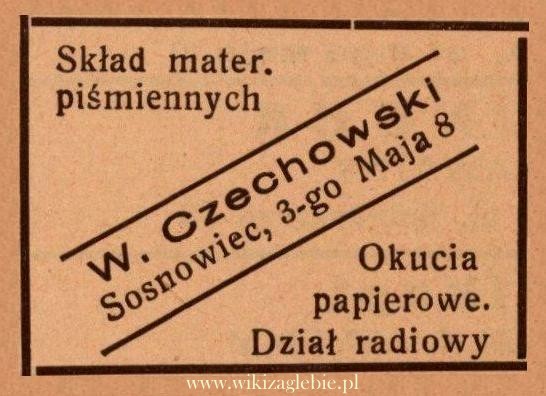 Skład mater.
piśmiennych
W. Czechowski
Sosnowiec, 3-go Maja 8
Okucia
papierowe.
Dział radiowy
www.wikizaglebie.pl